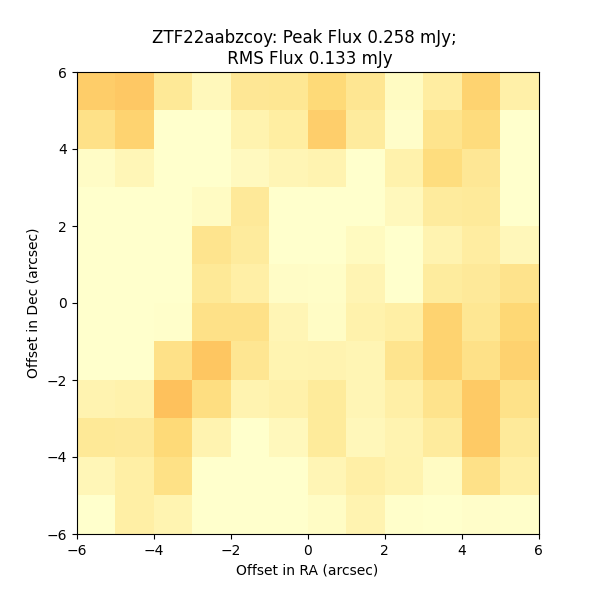 ZTF22aabzcoy: Peak Flux 0.258 mJy;
RMS Flux 0.133 mJy
6
4
2
0
−2
−4
−6
Offset in Dec (arcsec)
−6 −4 −2 0 2 4 6
Offset in RA (arcsec)